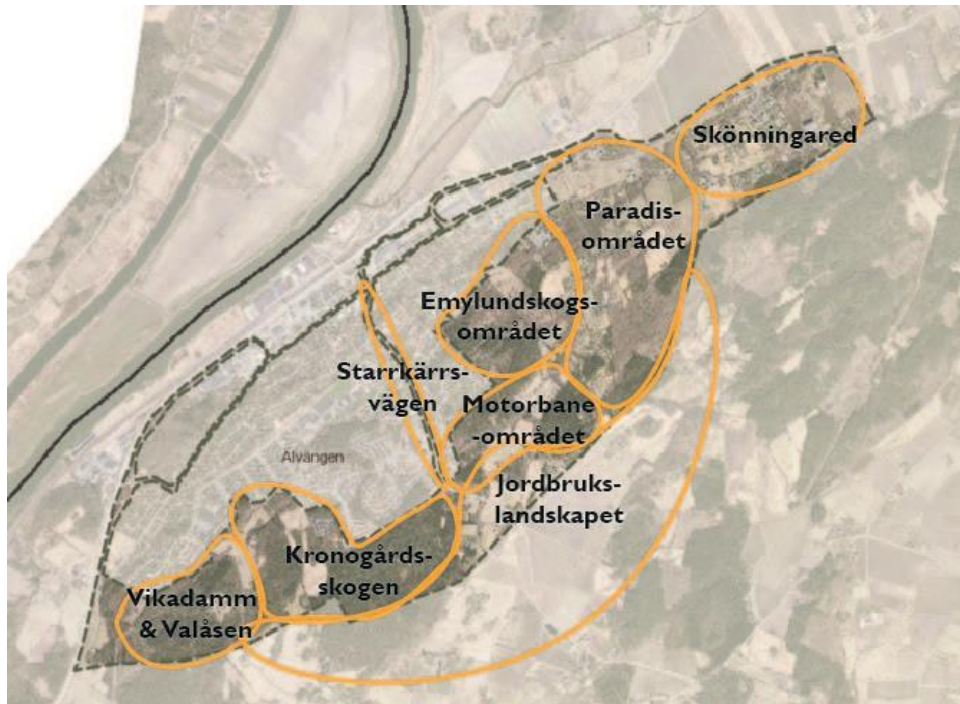 Skönningared
Paradis-
området
Emylundskogs-
området
Starrkärrs-
vägen
Motorbane
-området
Älvängen
Jordbruks-
landskapet
Kronogårds-
skogen
Vikadamm
& Valåsen